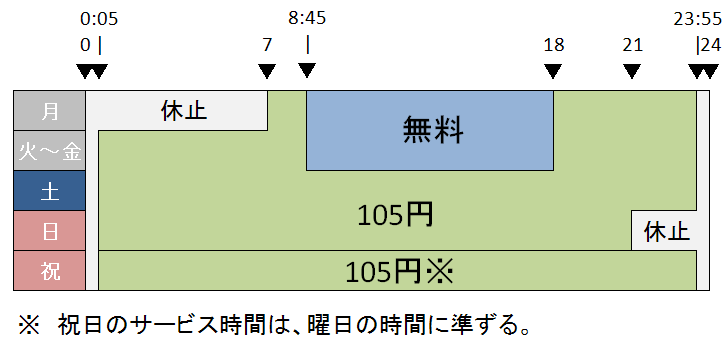 0:05 8:45 23:55
0 | 7 | 18 21 | 24
月 休止 無料
火～金
土
105円
日 休止
祝 105円※
※ 祝日のサービス時間は、曜日の時間に準ずる。